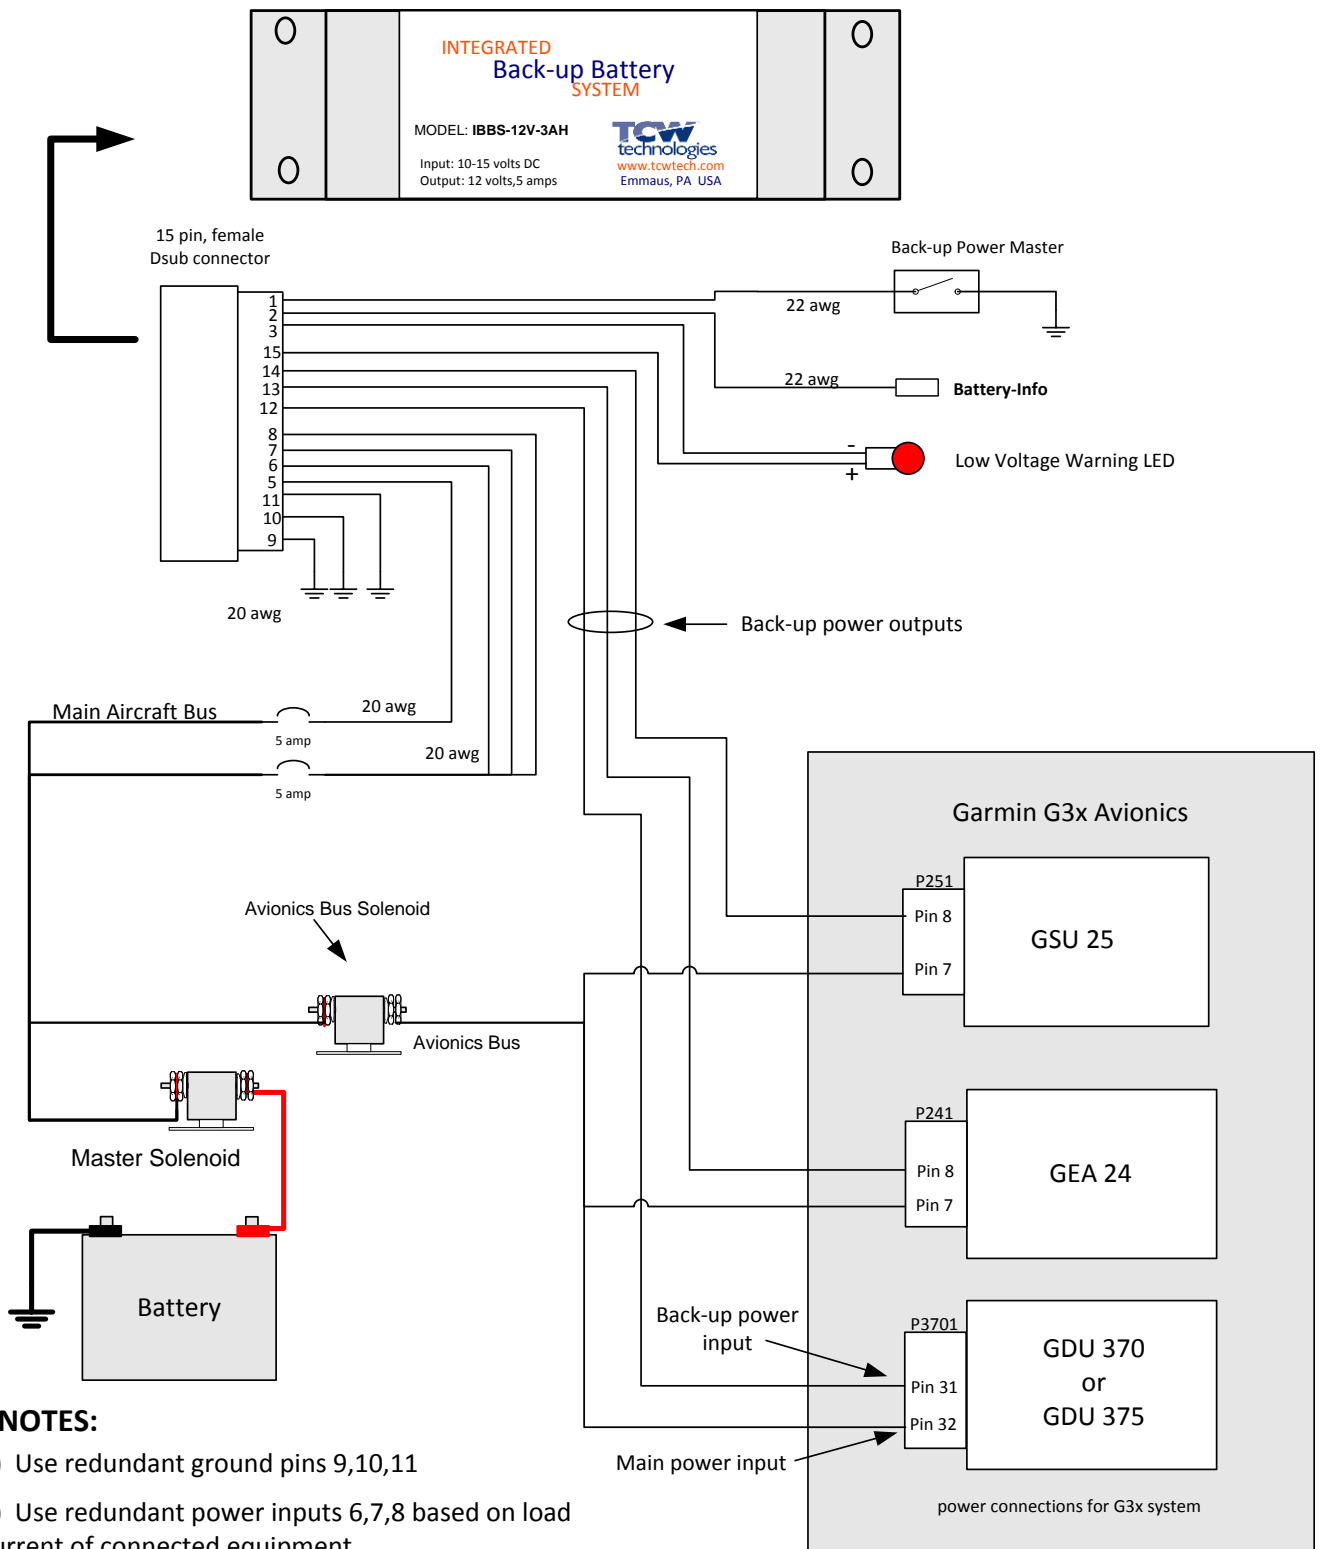 INTEGRATED
Back-up Battery
SYSTEM
MODEL: IBBS-12V-3AH
TCW
technologies
www.tcwtech.com
Emmaus, PA USA
Input: 10-15 volts DC
Output: 12 volts,5 amps
15 pin, female
Dsub connector
Back-up Power Master
1
2
3
15
14
13
12
8
7
6
5
11
10
9
22 awg
22 awg
Battery-Info
-
+
Low Voltage Warning LED
20 awg
Back-up power outputs
Main Aircraft Bus
20 awg
5 amp
20 awg
5 amp
Garmin G3x Avionics
P251
Pin 8
Pin 7
GSU 25
Avionics Bus Solenoid
Avionics Bus
Master Solenoid
P241
Pin 8
Pin 7
GEA 24
Battery
Back-up power
input
P3701
Pin 31
Pin 32
GDU 370
or
GDU 375
Main power input
power connections for G3x system
NOTES:
) Use redundant ground pins 9,10,11
) Use redundant power inputs 6,7,8 based on load
urrent of connected equipment